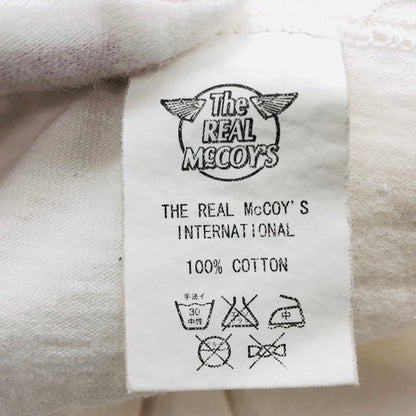 The
REAL
McCOY'S
THE REAL McCOY'S
INTERNATIONAL
100% COTTON
手洗イ
30
中性
中